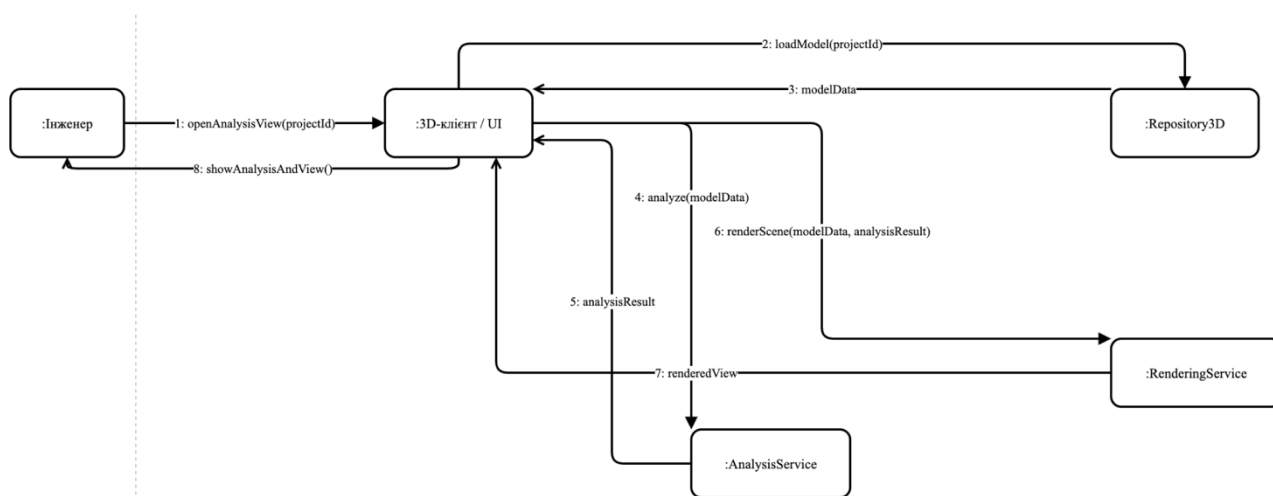 2: loadModel(projectId)
3: modelData
:Інженер
1: openAnalysisView(projectId)
:3D-клієнт / UI
:Repository3D
8: showAnalysisAndView()
4: analyze(modelData)
6: renderScene(modelData, analysisResult)
5: analysisResult
7: renderedView
:RenderingService
:AnalysisService